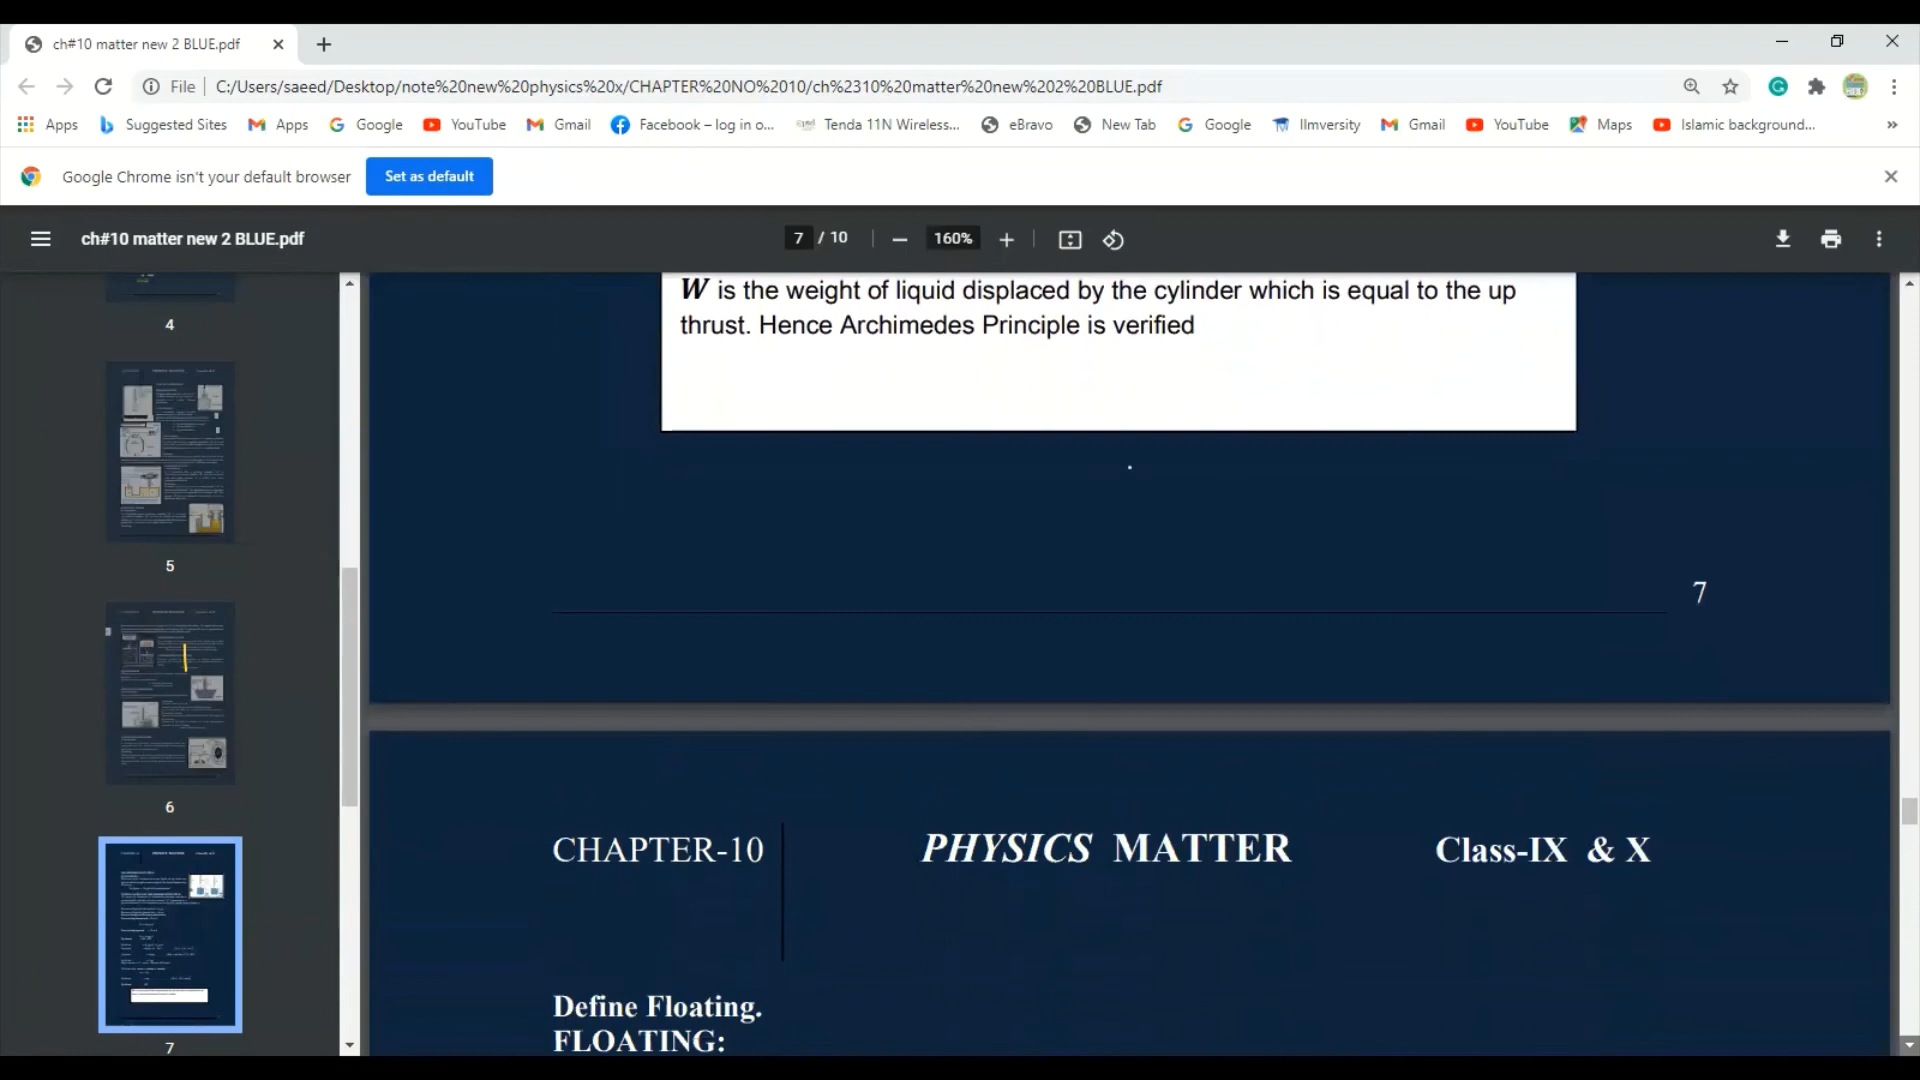 ch#10 matter new 2 BLUE.pdf
File C:/Users/saeed/Desktop/note%20new%20physics%20x/CHAPTER%20NO%2010/ch%2310%20matter%20new%202%20BLUE.pdf
Apps Suggested Sites Apps Google YouTube Gmail Facebook – log in o... Tenda 11N Wireless... eBravo New Tab Google IImversity Gmail YouTube Maps Islamic background... »
Google Chrome isn't your default browser Set as default
ch#10 matter new 2 BLUE.pdf 7 / 10 160%
4
5
6
7
W is the weight of liquid displaced by the cylinder which is equal to the up
thrust. Hence Archimedes Principle is verified
7
CHAPTER-10 PHYSICS MATTER Class-IX & X
Define Floating.
FLOATING: